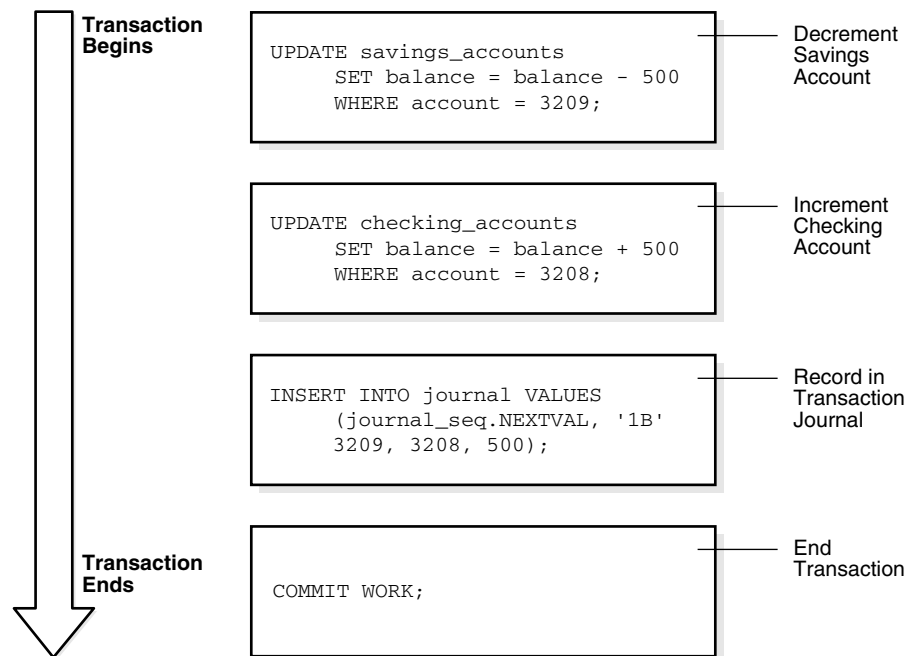 Transaction
Begins
UPDATE savings_accounts
SET balance = balance - 500
WHERE account = 3209;
Decrement
Savings
Account
UPDATE checking_accounts
SET balance = balance + 500
WHERE account = 3208;
Increment
Checking
Account
INSERT INTO journal VALUES
(journal_seq.NEXTVAL, '1B'
3209, 3208, 500);
Record in
Transaction
Journal
Transaction
Ends
COMMIT WORK;
End
Transaction